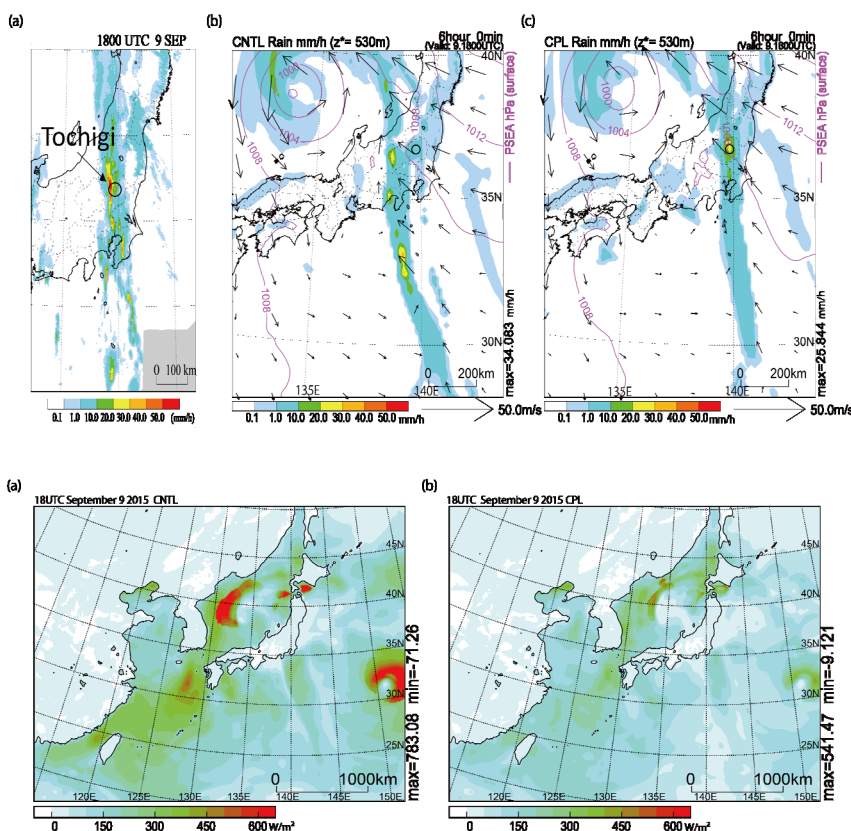 (a)
1800 UTC 9 SEP
Tochigi
0 100km
0.1 1.0 10.0 20.0 30.0 40.0 50.0 (mm/h)
(b)
CNTL Rain mm/h (z*= 530m)
6hour 0min
(Valid: 9.1800UTC)
40N
35N
30N
135E
140E
1000
1004
1008
1008
1008
1012
PSEA hPa (surface)
max=34.083 mm/h
0 200km
0.1 1.0 10.0 20.0 30.0 40.0 50.0 mm/h
50.0m/s
(c)
CPL Rain mm/h (z*= 530m)
6hour 0min
(Valid: 9.1800UTC)
40N
35N
30N
135E
140E
1000
1004
1008
1008
1012
PSEA hPa (surface)
max=25.844 mm/h
0 200km
0.1 1.0 10.0 20.0 30.0 40.0 50.0 mm/h
50.0m/s
(a)
18UTC September 9 2015 CNTL
45N
40N
35N
30N
25N
120E 125E 130E 135E 140E 145E 150E
0 1000km
max=783.08 min=-71.26
0 150 300 450 600 W/m²
(b)
18UTC September 9 2015 CPL
45N
40N
35N
30N
25N
120E 125E 130E 135E 140E 145E 150E
0 1000km
max=541.47 min=-9.121
0 150 300 450 600 W/m²